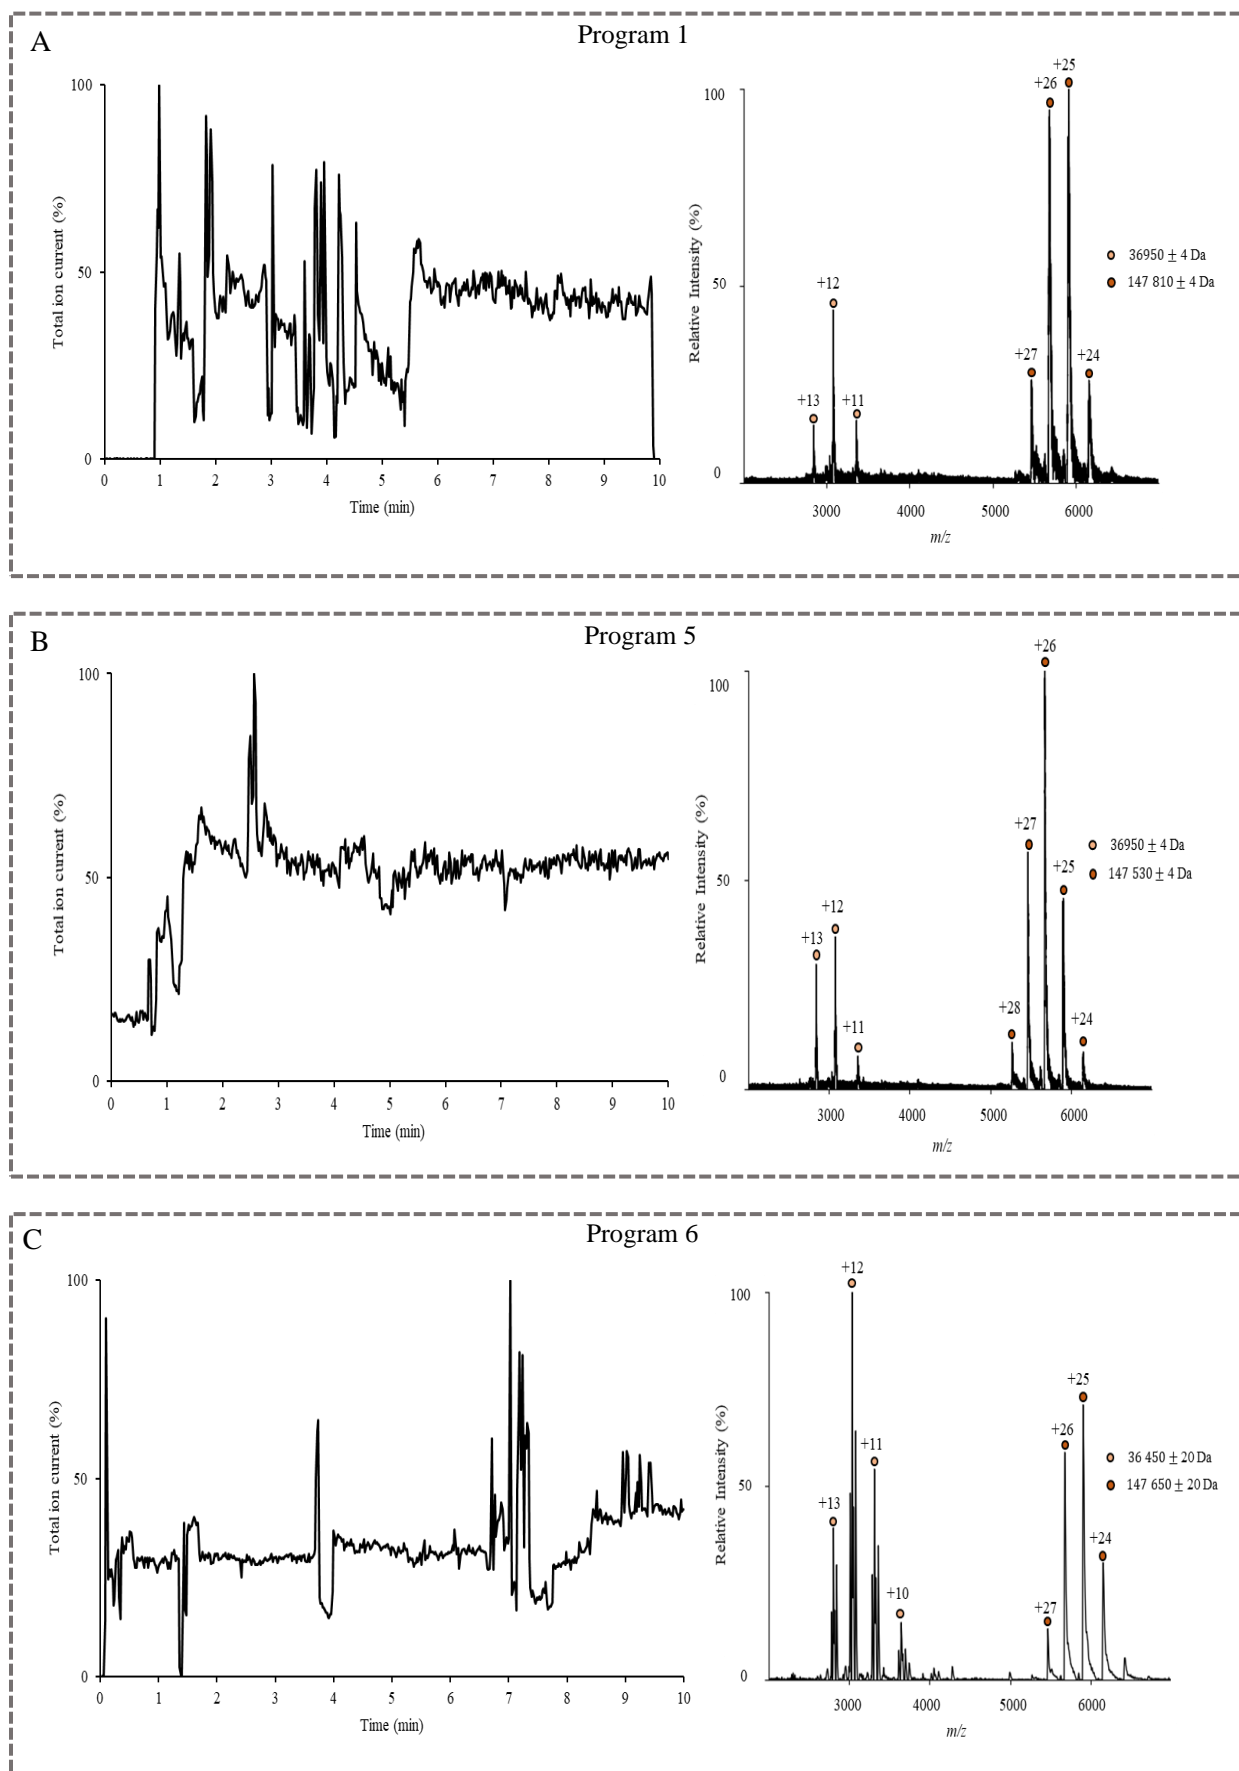 A
Program 1
100
50
0
Total ion current (%)
0 1 2 3 4 5 6 7 8 9 10
Time (min)
100
50
0
Relative Intensity (%)
+13
+12
+11
+27
+26
+25
+24
36950 ± 4 Da
147 810 ± 4 Da
3000 4000 5000 6000
m/z
B
Program 5
100
50
0
Total ion current (%)
0 1 2 3 4 5 6 7 8 9 10
Time (min)
100
50
0
Relative Intensity (%)
+13
+12
+11
+28
+27
+26
+25
+24
36950 ± 4 Da
147 530 ± 4 Da
3000 4000 5000 6000
m/z
C
Program 6
100
50
0
Total ion current (%)
0 1 2 3 4 5 6 7 8 9 10
Time (min)
100
50
0
Relative Intensity (%)
+13
+12
+11
+10
+27
+26
+25
+24
36 450 ± 20 Da
147 650 ± 20 Da
3000 4000 5000 6000
m/z